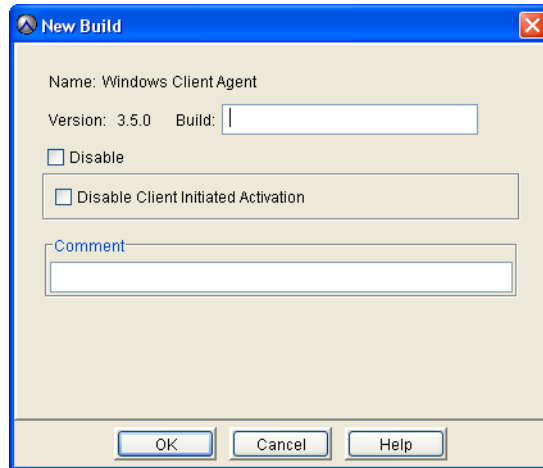 New Build
Name: Windows Client Agent
Version: 3.5.0 Build:
Disable
Disable Client Initiated Activation
Comment
OK Cancel Help